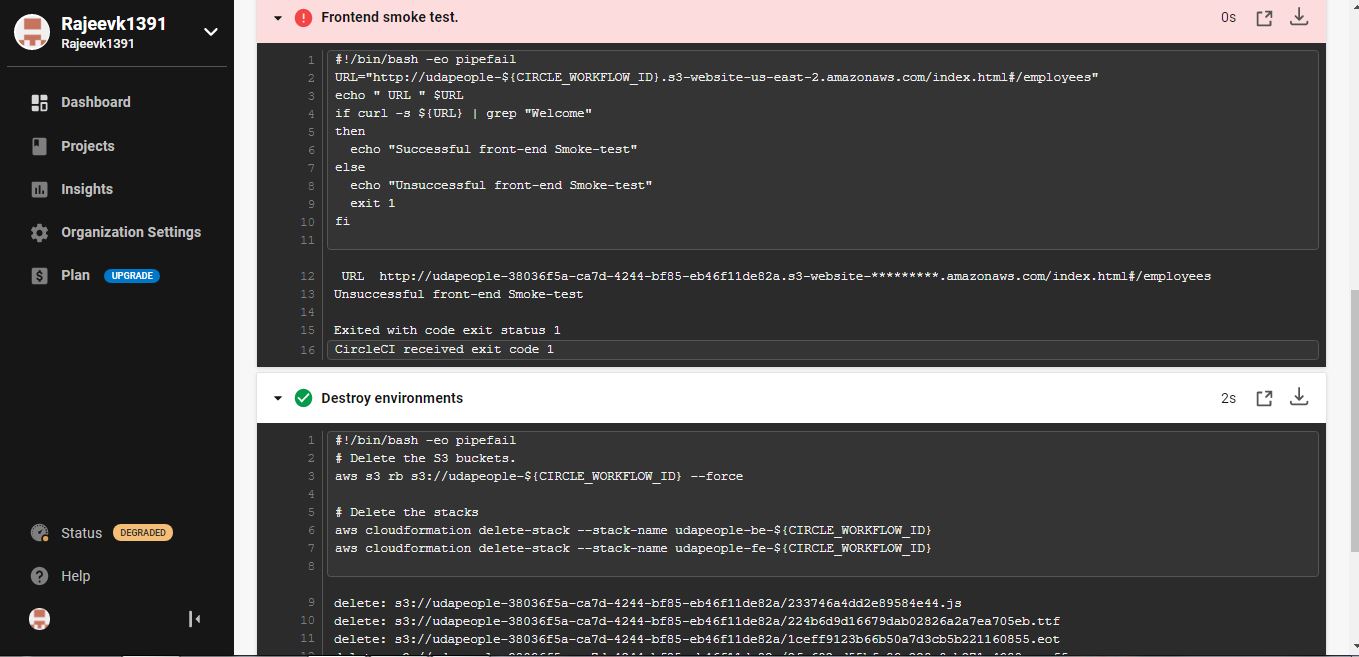 Rajeevk1391
Rajeevk1391
Dashboard
Projects
Insights
Organization Settings
Plan UPGRADE
Status DEGRADED
Help
Frontend smoke test. 0s
1 #!/bin/bash -eo pipefail
2 URL="http://udapeople-${CIRCLE_WORKFLOW_ID}.s3-website-us-east-2.amazonaws.com/index.html#/employees"
3 echo " URL " $URL
4 if curl -s ${URL} | grep "Welcome"
5 then
6 echo "Successful front-end Smoke-test"
7 else
8 echo "Unsuccessful front-end Smoke-test"
9 exit 1
10 fi
11
12 URL http://udapeople-38036f5a-ca7d-4244-bf85-eb46f11de82a.s3-website-*********.amazonaws.com/index.html#/employees
13 Unsuccessful front-end Smoke-test
14
15 Exited with code exit status 1
16 CircleCI received exit code 1
Destroy environments 2s
1 #!/bin/bash -eo pipefail
2 # Delete the S3 buckets.
3 aws s3 rb s3://udapeople-${CIRCLE_WORKFLOW_ID} --force
4
5 # Delete the stacks
6 aws cloudformation delete-stack --stack-name udapeople-be-${CIRCLE_WORKFLOW_ID}
7 aws cloudformation delete-stack --stack-name udapeople-fe-${CIRCLE_WORKFLOW_ID}
8
9 delete: s3://udapeople-38036f5a-ca7d-4244-bf85-eb46f11de82a/233746a4dd2e89584e44.js
10 delete: s3://udapeople-38036f5a-ca7d-4244-bf85-eb46f11de82a/224b6d9d16679dab02826a2a7ea705eb.ttf
11 delete: s3://udapeople-38036f5a-ca7d-4244-bf85-eb46f11de82a/1ceff9123b66b50a7d3cb5b221160855.eot